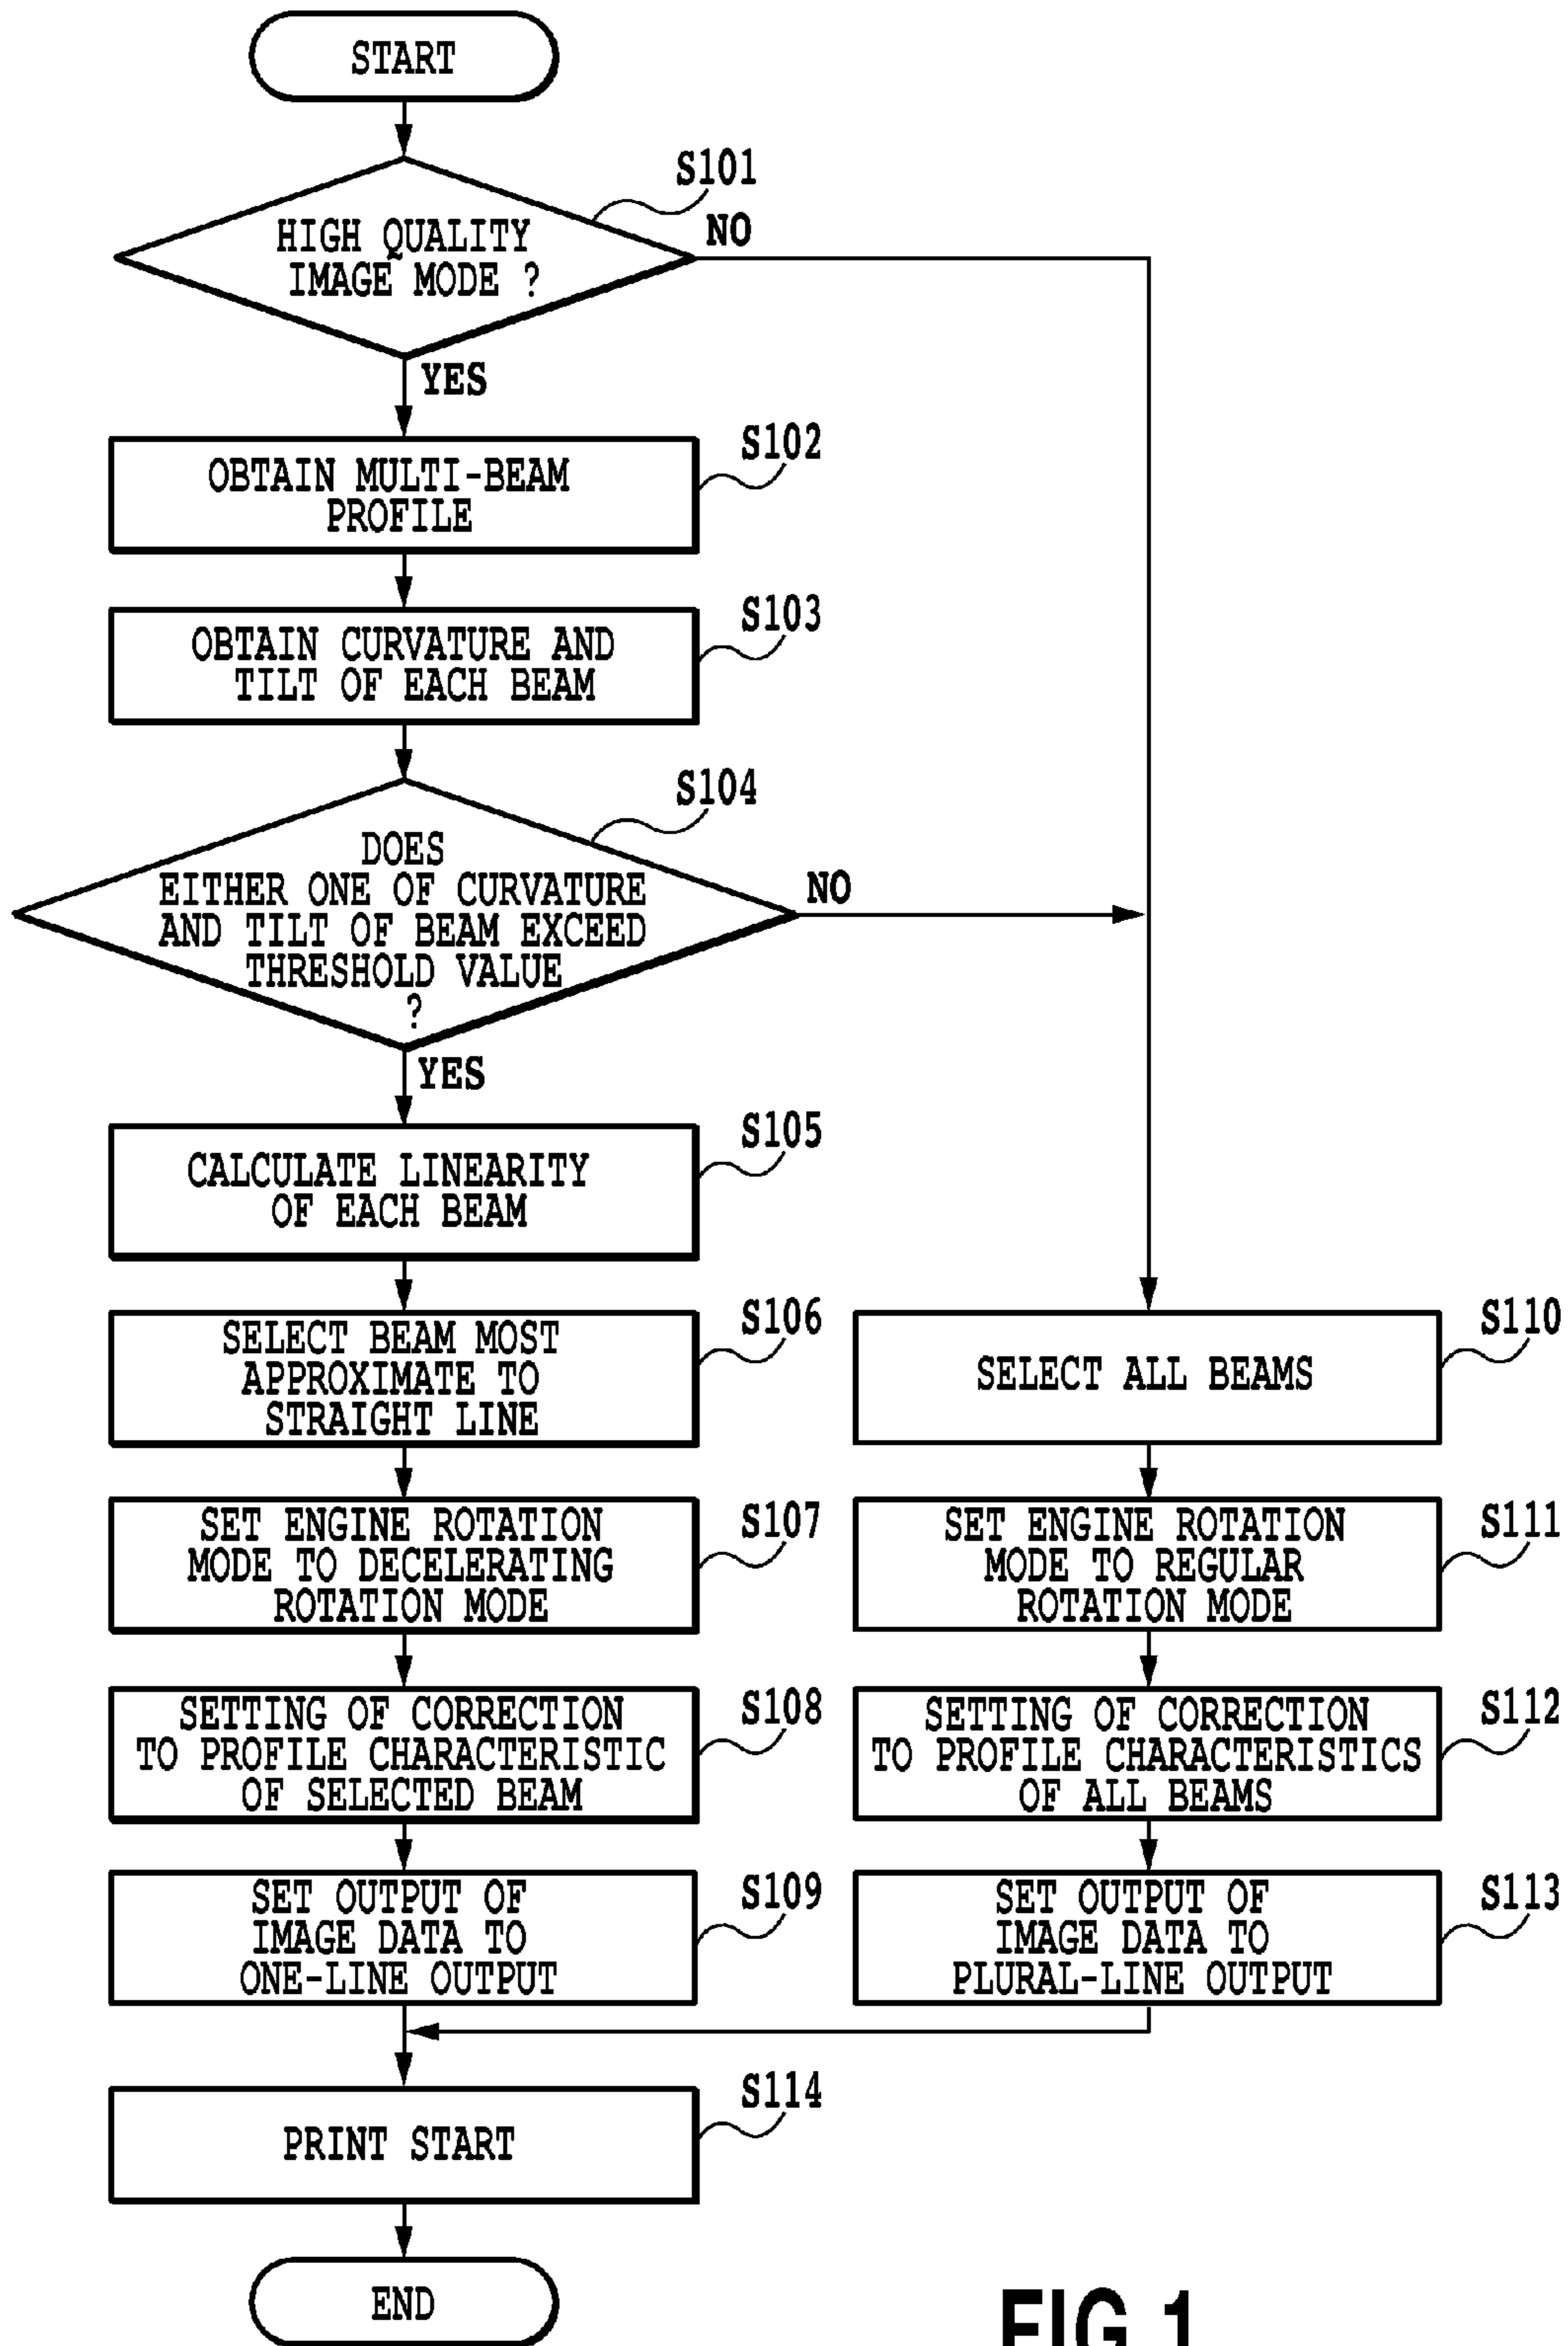 START
S101
HIGH QUALITY
IMAGE MODE ?
NO
YES
S102
OBTAIN MULTI-BEAM
PROFILE
S103
OBTAIN CURVATURE AND
TILT OF EACH BEAM
S104
DOES
EITHER ONE OF CURVATURE
AND TILT OF BEAM EXCEED
THRESHOLD VALUE
?
NO
YES
S105
CALCULATE LINEARITY
OF EACH BEAM
S106
SELECT BEAM MOST
APPROXIMATE TO
STRAIGHT LINE
S110
SELECT ALL BEAMS
S107
SET ENGINE ROTATION
MODE TO DECELERATING
ROTATION MODE
S111
SET ENGINE ROTATION
MODE TO REGULAR
ROTATION MODE
S108
SETTING OF CORRECTION
TO PROFILE CHARACTERISTIC
OF SELECTED BEAM
S112
SETTING OF CORRECTION
TO PROFILE CHARACTERISTICS
OF ALL BEAMS
S109
SET OUTPUT OF
IMAGE DATA TO
ONE-LINE OUTPUT
S113
SET OUTPUT OF
IMAGE DATA TO
PLURAL-LINE OUTPUT
S114
PRINT START
END
FIG.1